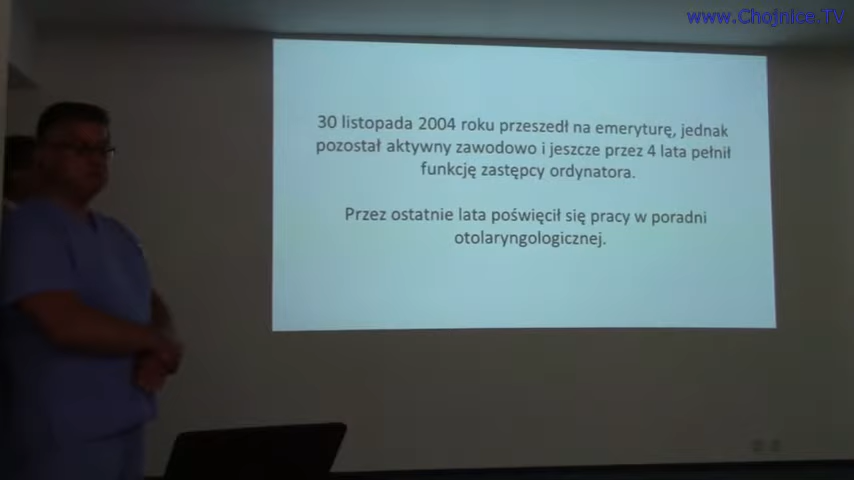 www.Chojnice.TV
30 listopada 2004 roku przeszedł na emeryturę, jednak
pozostał aktywny zawodowo i jeszcze przez 4 lata pełnił
funkcję zastępcy ordynatora.
Przez ostatnie lata poświęcił się pracy w poradni
otolaryngologicznej.